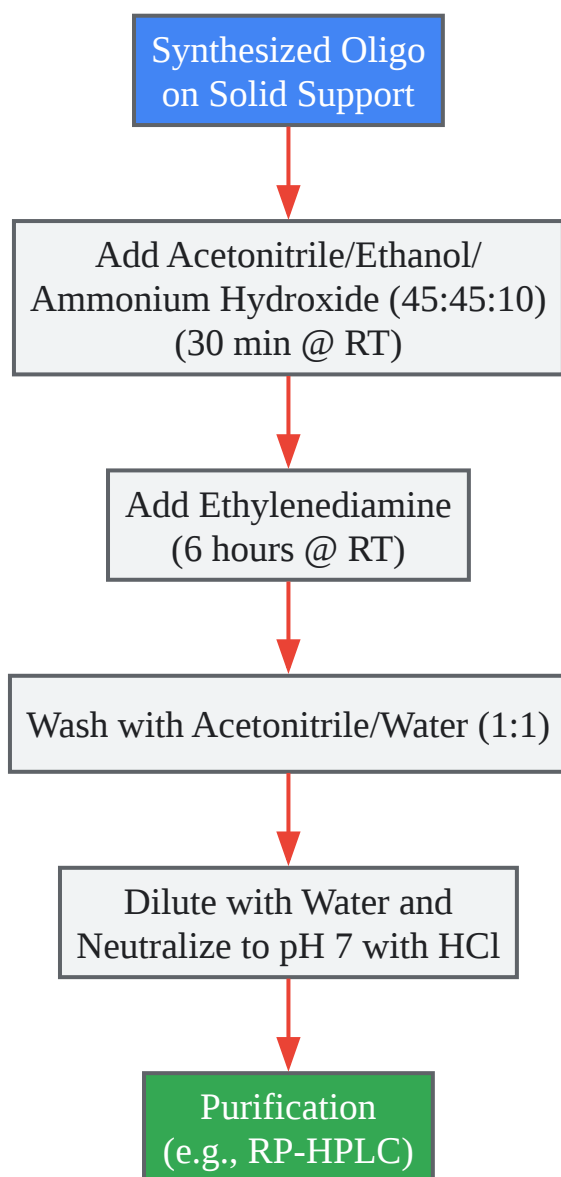 Synthesized Oligo
on Solid Support
Add Acetonitrile/Ethanol/
Ammonium Hydroxide (45:45:10)
(30 min @ RT)
Add Ethylenediamine
(6 hours @ RT)
Wash with Acetonitrile/Water (1:1)
Dilute with Water and
Neutralize to pH 7 with HCl
Purification
(e.g., RP-HPLC)